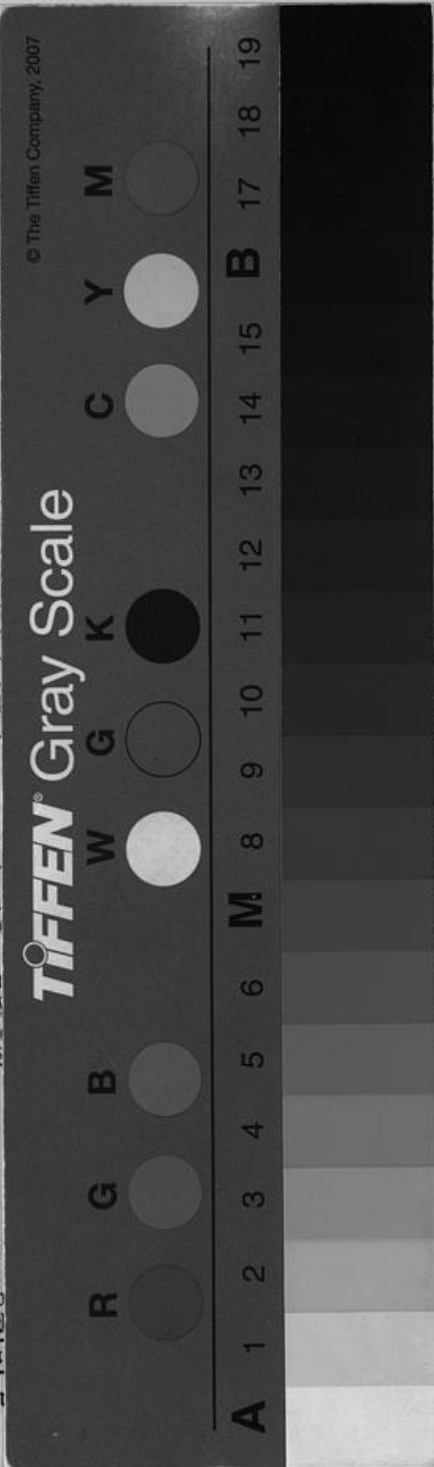 © The Tiffen Company, 2007
TIFFEN® Gray Scale
R G B W G K C Y M
A 1 2 3 4 5 6 M 8 9 10 11 12 13 14 15 B 17 18 19